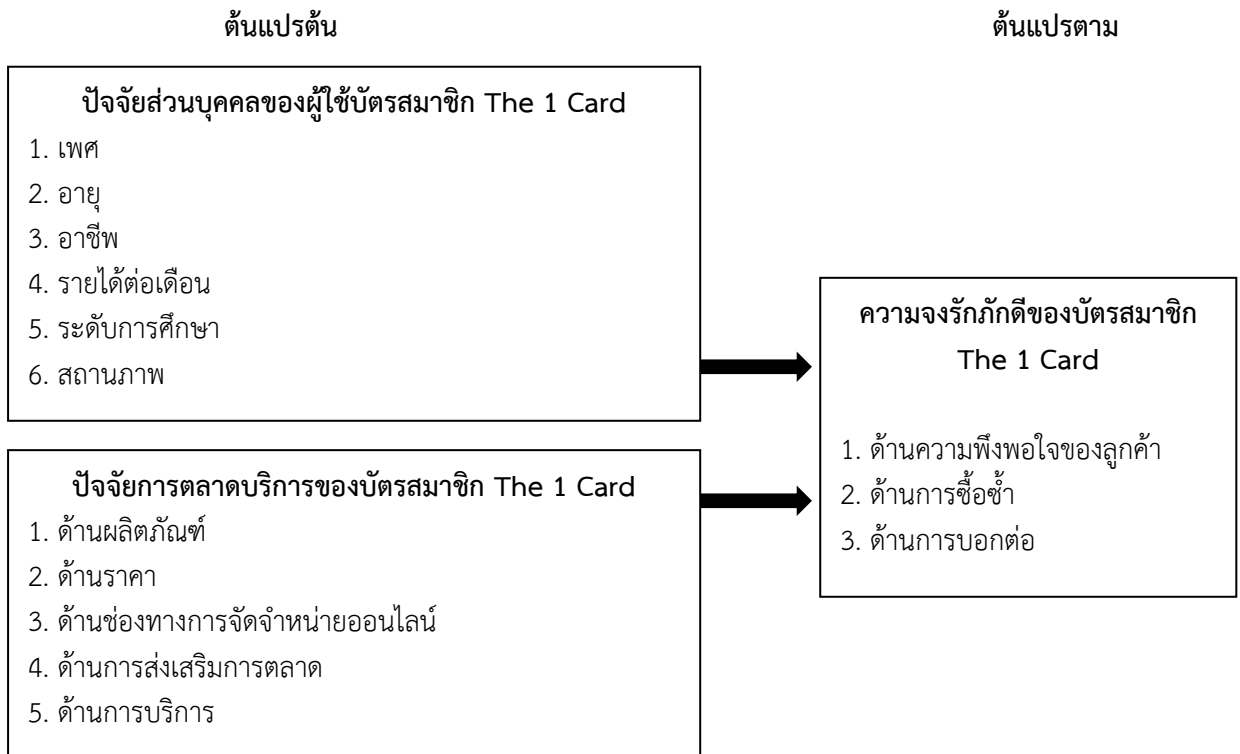 ต้นแปรต้น
ต้นแปรตาม
ปัจจัยส่วนบุคคลของผู้ใช้บัตรสมาชิก The 1 Card
1. เพศ
2. อายุ
3. อาชีพ
4. รายได้ต่อเดือน
5. ระดับการศึกษา
6. สถานภาพ
ปัจจัยการตลาดบริการของบัตรสมาชิก The 1 Card
1. ด้านผลิตภัณฑ์
2. ด้านราคา
3. ด้านช่องทางการจัดจำหน่ายออนไลน์
4. ด้านการส่งเสริมการตลาด
5. ด้านการบริการ
ความจงรักภักดีของบัตรสมาชิก
The 1 Card
1. ด้านความพึงพอใจของลูกค้า
2. ด้านการซื้อซ้ำ
3. ด้านการบอกต่อ